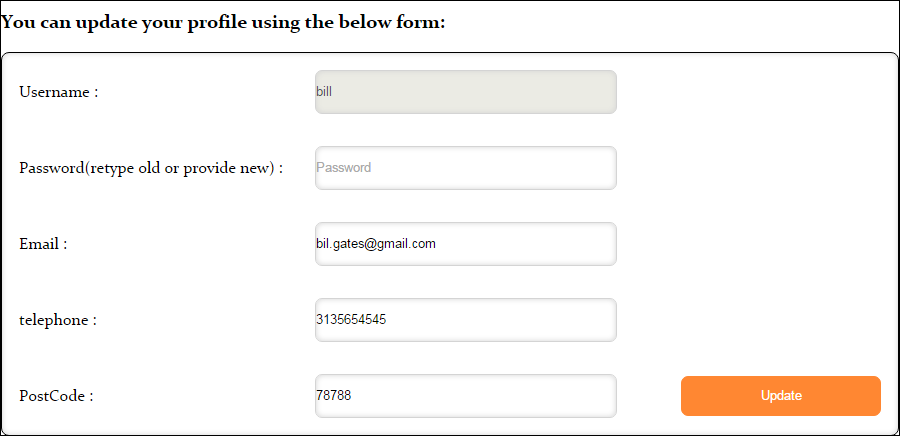 You can update your profile using the below form:
Username :
bill
Password(retype old or provide new) :
Password
Email :
bil.gates@gmail.com
telephone :
3135654545
PostCode :
78788
Update